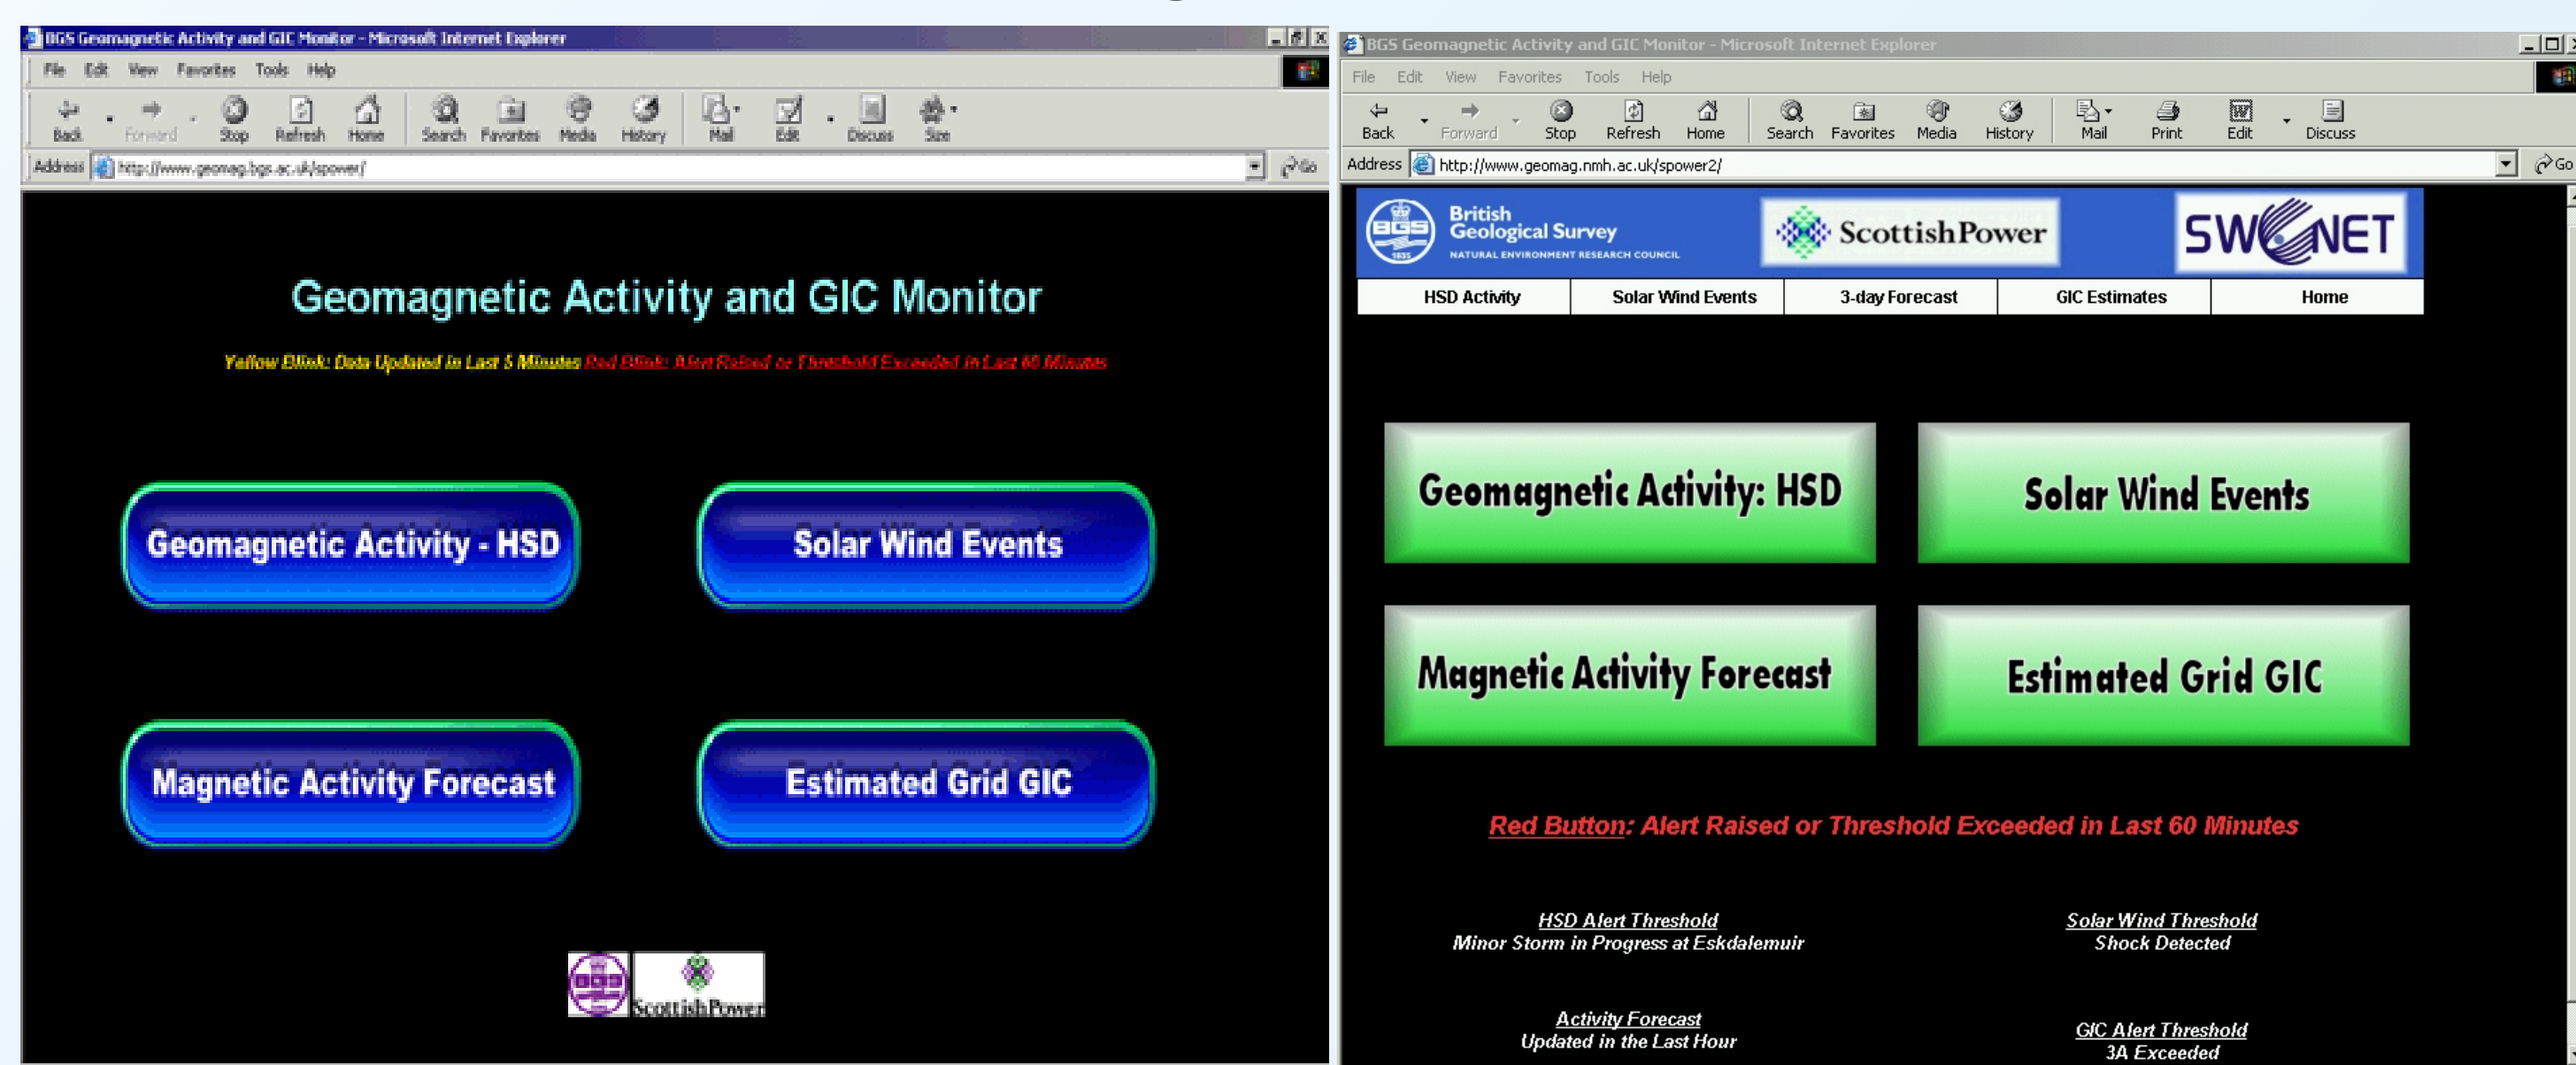 BGS Geomagnetic Activity and GIC Monitor - Microsoft Internet Explorer
File Edit View Favorites Tools Help
Back Forward Stop Refresh Home Search Favorites Media History Mail Edit Discuss Size
Address http://www.geomag.bgs.ac.uk/spower/ Go
Geomagnetic Activity and GIC Monitor
Yellow Blink: Data Updated in Last 5 Minutes Red Blink: Alert Raised or Threshold Exceeded in Last 60 Minutes
Geomagnetic Activity - HSD
Solar Wind Events
Magnetic Activity Forecast
Estimated Grid GIC
BGS
ScottishPower
BGS Geomagnetic Activity and GIC Monitor - Microsoft Internet Explorer
File Edit View Favorites Tools Help
Back Forward Stop Refresh Home Search Favorites Media History Mail Print Edit Discuss
Address http://www.geomag.nmh.ac.uk/spower2/ Go
BGS
1835
British
Geological Survey
NATURAL ENVIRONMENT RESEARCH COUNCIL
ScottishPower
SWENET
HSD Activity Solar Wind Events 3-day Forecast GIC Estimates Home
Geomagnetic Activity: HSD
Solar Wind Events
Magnetic Activity Forecast
Estimated Grid GIC
Red Button: Alert Raised or Threshold Exceeded in Last 60 Minutes
HSD Alert Threshold
Minor Storm in Progress at Eskdalemuir
Solar Wind Threshold
Shock Detected
Activity Forecast
Updated in the Last Hour
GIC Alert Threshold
3A Exceeded